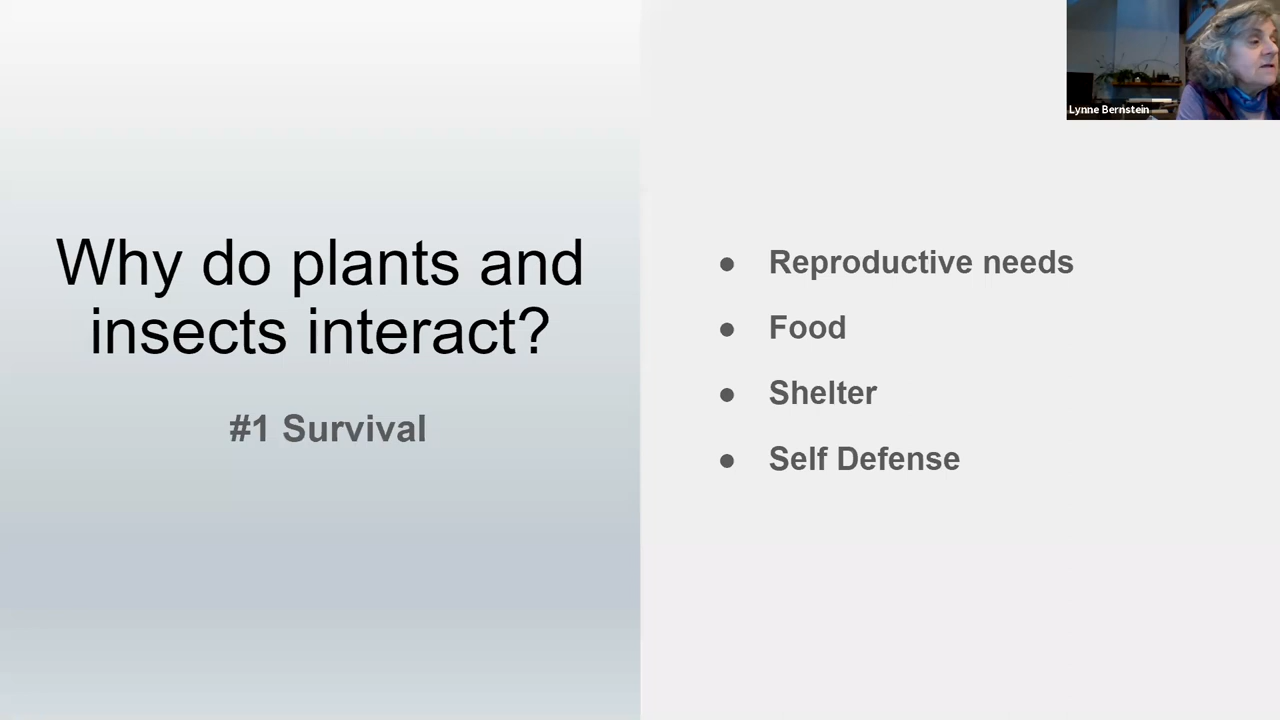 Why do plants and
insects interact?
#1 Survival
● Reproductive needs
● Food
● Shelter
● Self Defense
Lynne Bernstein